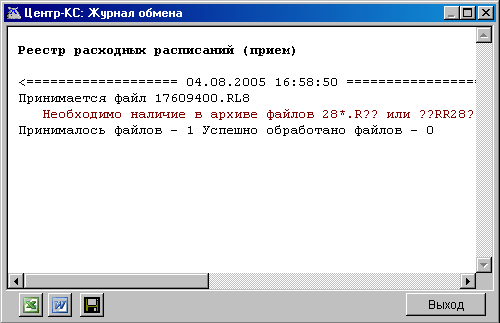 Центр-КС: Журнал обмена
Реестр расходных расписаний (прием)
<=================== 04.08.2005 16:58:50 =================
Принимается файл 17609400.RL8
Необходимо наличие в архиве файлов 28*.R?? или ??RR28?
Принималось файлов - 1 Успешно обработано файлов - 0
Выход